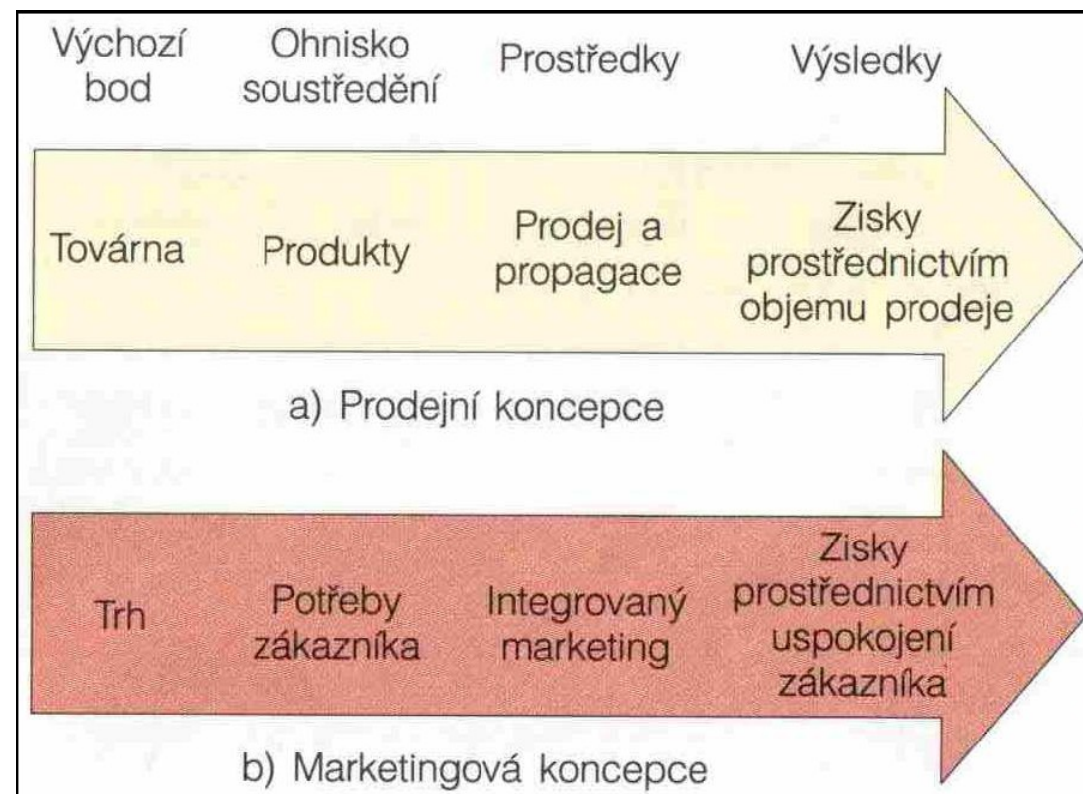 Výchozí
bod
Ohnisko
soustředění
Prostředky
Výsledky
Továrna
Produkty
Prodej a
propagace
Zisky
prostřednictvím
objemu prodeje
a) Prodejní koncepce
Trh
Potřeby
zákazníka
Integrovaný
marketing
Zisky
prostřednictvím
uspokojení
zákazníka
b) Marketingová koncepce